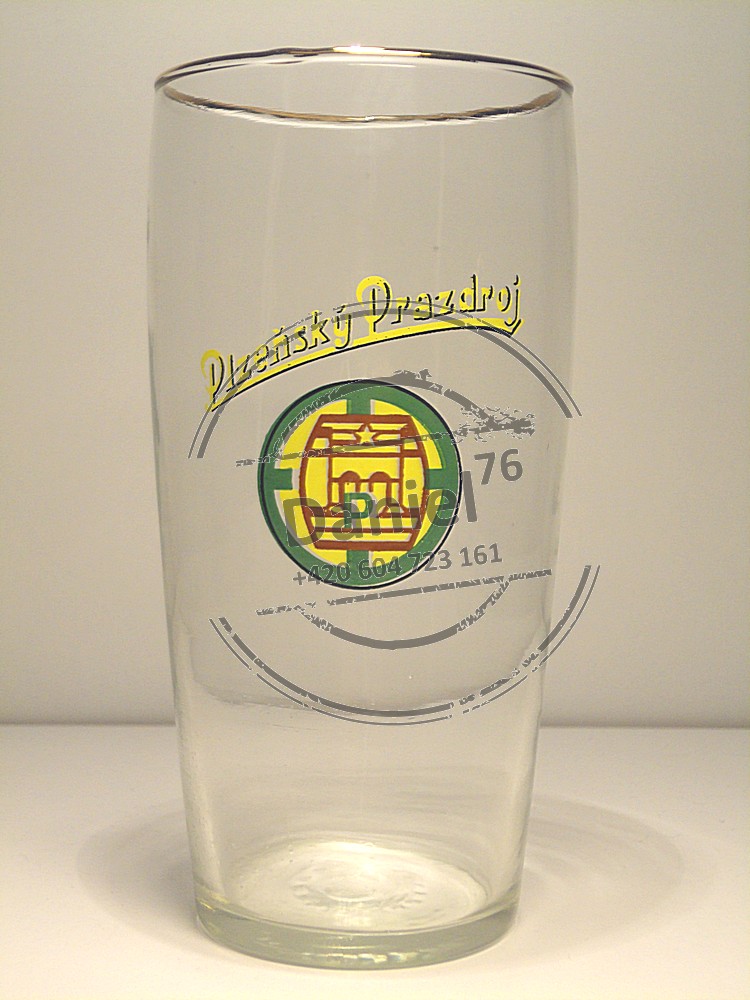 Plzeňský Prazdroj
P
Daniel 76
+420 604 723 161